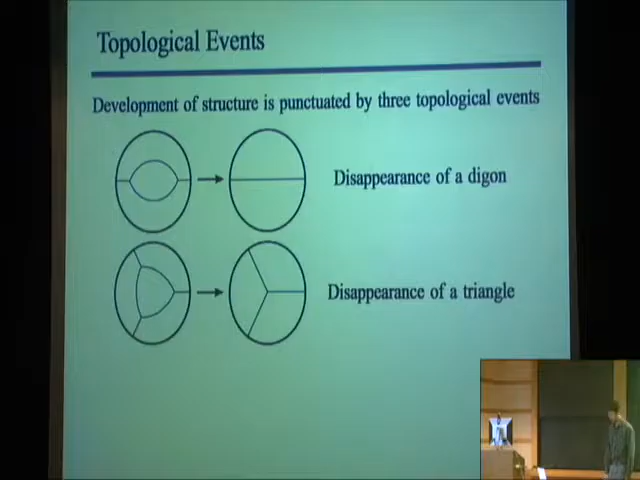 Topological Events
Development of structure is punctuated by three topological events
Disappearance of a digon
Disappearance of a triangle